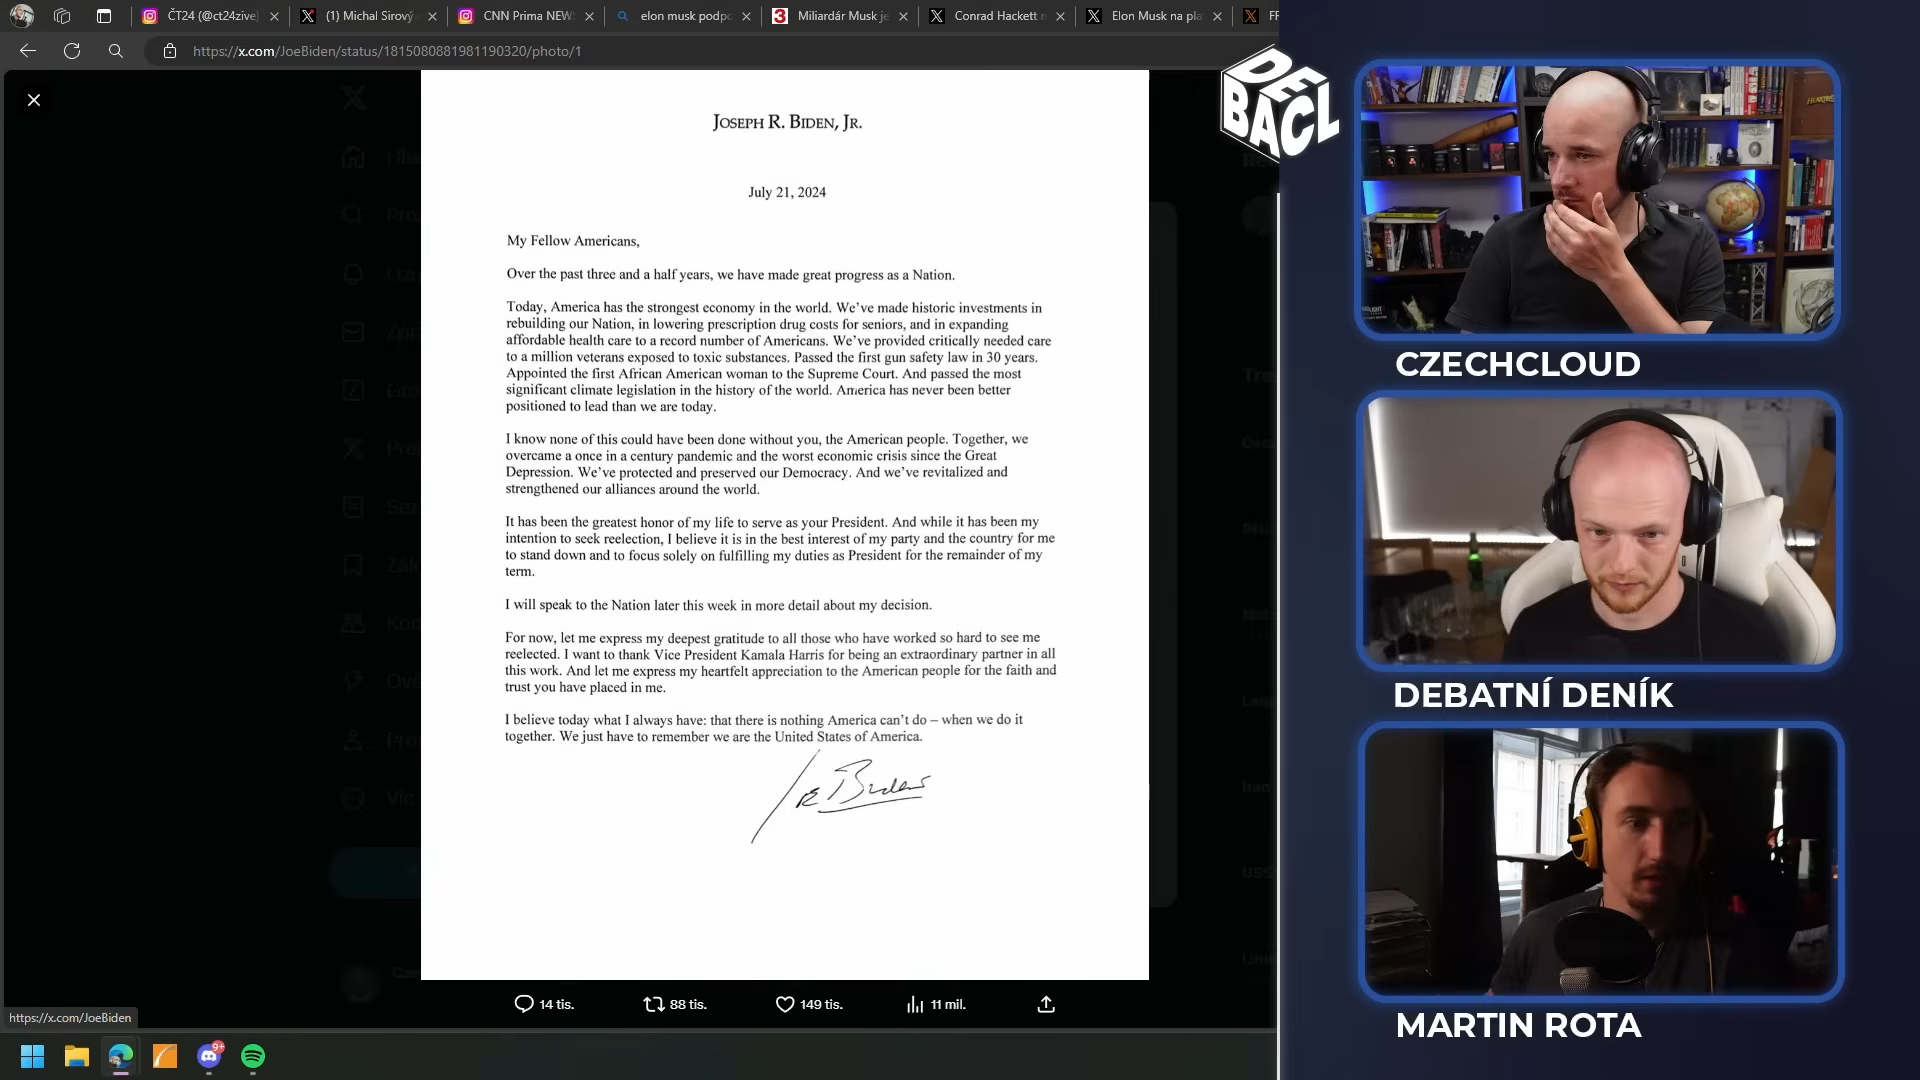 ČT24 (@ct24zive)
(1) Michal Sirový
CNN Prima NEW
elon musk podpo
Miliardár Musk je
Conrad Hackett n
Elon Musk na pla
https://x.com/JoeBiden/status/1815080881981190320/photo/1
JOSEPH R. BIDEN, JR.
July 21, 2024
My Fellow Americans,
Over the past three and a half years, we have made great progress as a Nation.
Today, America has the strongest economy in the world. We've made historic investments in
rebuilding our Nation, in lowering prescription drug costs for seniors, and in expanding
affordable health care to a record number of Americans. We've provided critically needed care
to a million veterans exposed to toxic substances. Passed the first gun safety law in 30 years.
Appointed the first African American woman to the Supreme Court. And passed the most
significant climate legislation in the history of the world. America has never been better
positioned to lead than we are today.
I know none of this could have been done without you, the American people. Together, we
overcame a once in a century pandemic and the worst economic crisis since the Great
Depression. We've protected and preserved our Democracy. And we've revitalized and
strengthened our alliances around the world.
It has been the greatest honor of my life to serve as your President. And while it has been my
intention to seek reelection, I believe it is in the best interest of my party and the country for me
to stand down and to focus solely on fulfilling my duties as President for the remainder of my
term.
I will speak to the Nation later this week in more detail about my decision.
For now, let me express my deepest gratitude to all those who have worked so hard to see me
reelected. I want to thank Vice President Kamala Harris for being an extraordinary partner in all
this work. And let me express my heartfelt appreciation to the American people for the faith and
trust you have placed in me.
I believe today what I always have: that there is nothing America can't do – when we do it
together. We just have to remember we are the United States of America.
Joe Biden
14 tis.
88 tis.
149 tis.
11 mil.
https://x.com/JoeBiden
9+
DEBACL
CZECHCLOUD
DEBATNÍ DENÍK
MARTIN ROTA